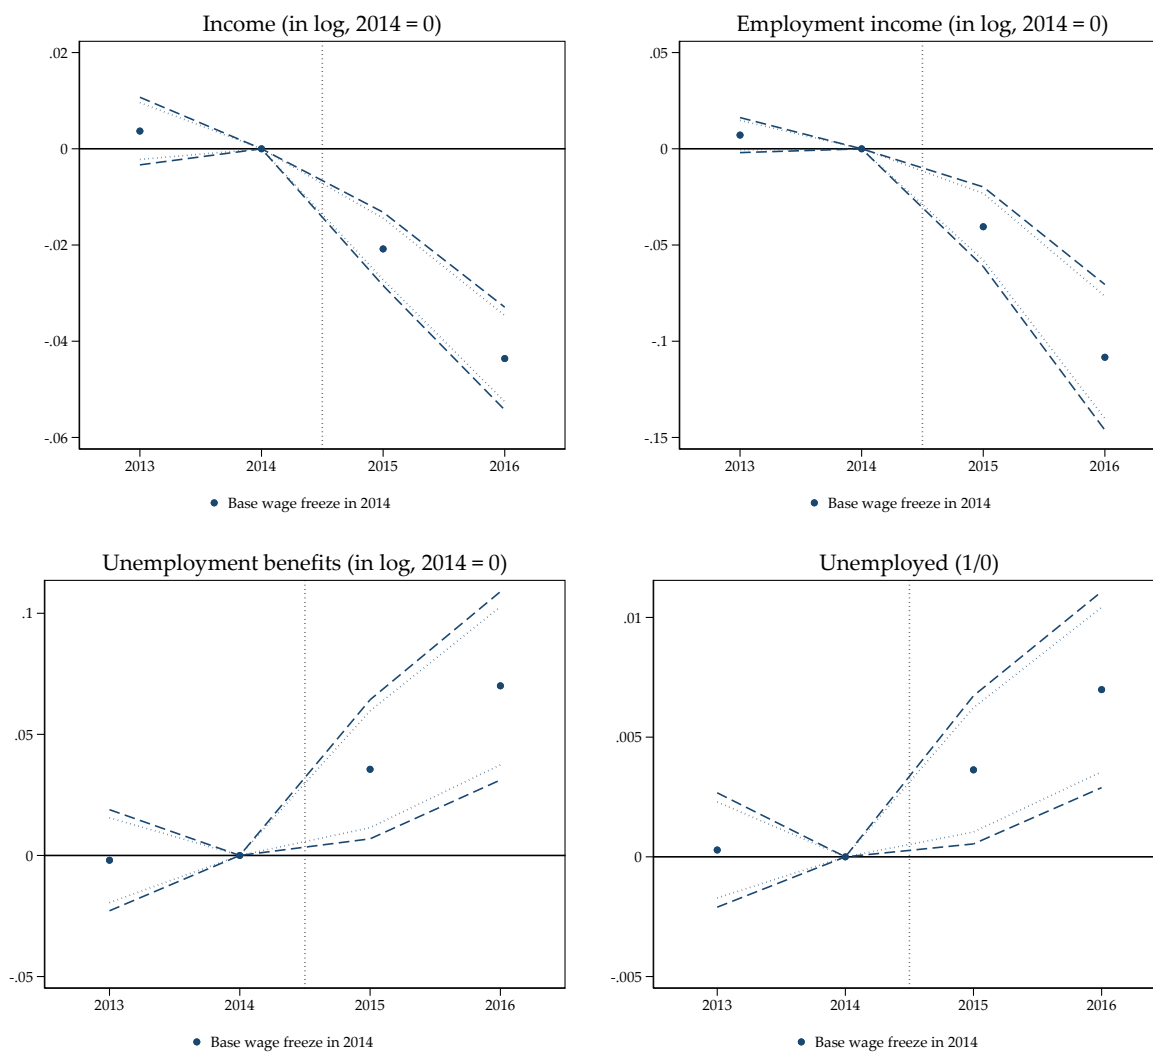 Income (in log, 2014 = 0)
.02
0
-.02
-.04
-.06
2013 2014 2015 2016
Base wage freeze in 2014
Employment income (in log, 2014 = 0)
.05
0
-.05
-.1
-.15
2013 2014 2015 2016
Base wage freeze in 2014
Unemployment benefits (in log, 2014 = 0)
.1
.05
0
-.05
2013 2014 2015 2016
Base wage freeze in 2014
Unemployed (1/0)
.01
.005
0
-.005
2013 2014 2015 2016
Base wage freeze in 2014